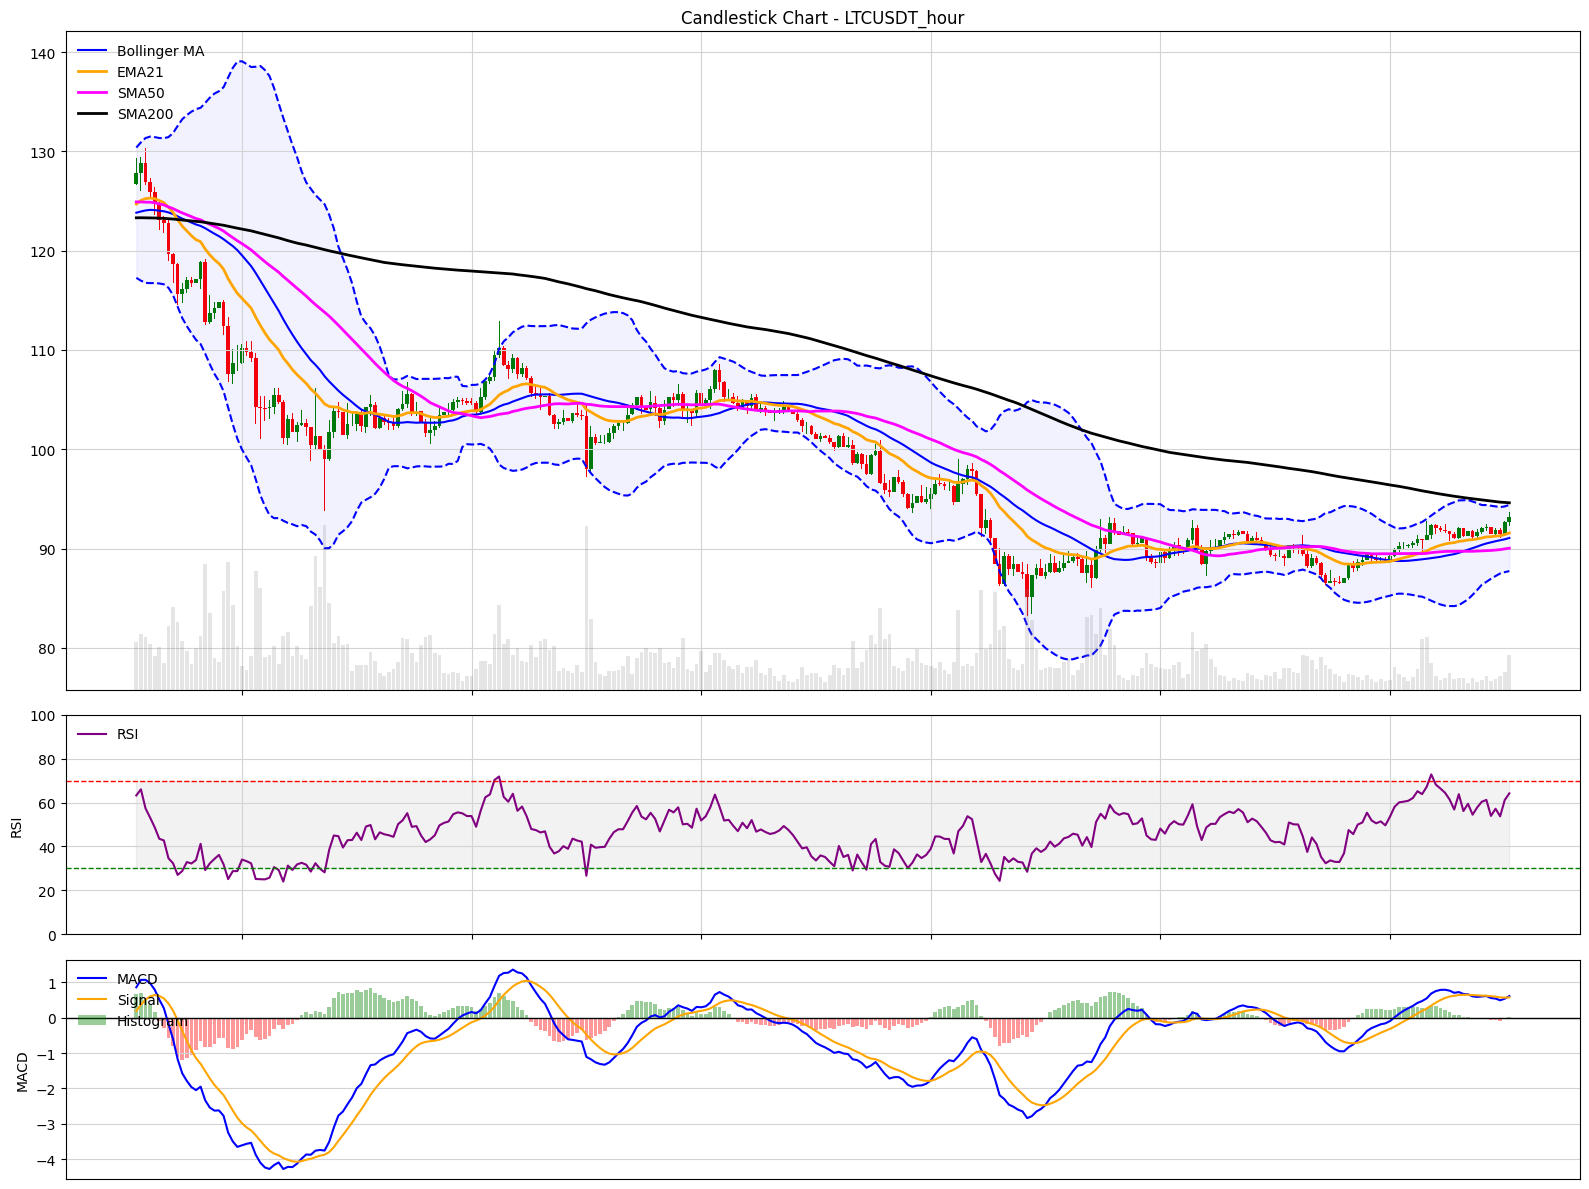 Candlestick Chart - LTCUSDT_hour
140
130
120
110
100
90
80
Bollinger MA
EMA21
SMA50
SMA200
100
80
60
40
20
0
RSI
RSI
1
0
−1
−2
−3
−4
MACD
MACD
Signal
Histogram